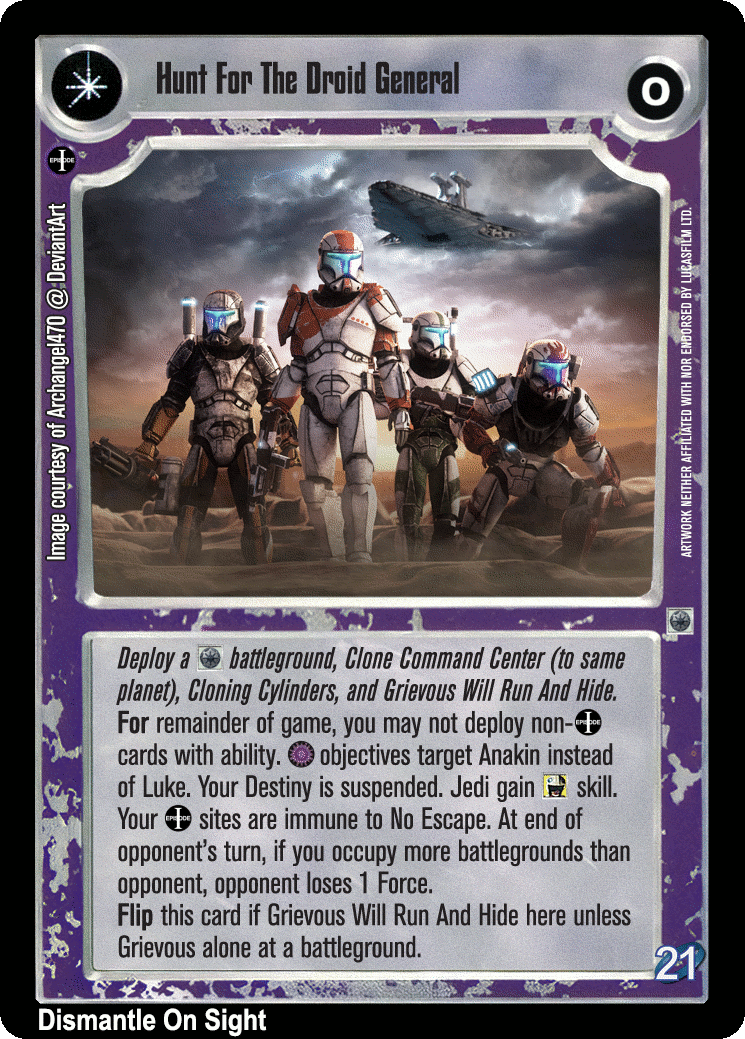 Hunt For The Droid General
0
EPISODE I
Image courtesy of Archangel470 @ DeviantArt
ARTWORK NEITHER AFFILIATED WITH NOR ENDORSED BY LUCASFILM LTD.
Deploy a battleground, Clone Command Center (to same
planet), Cloning Cylinders, and Grievous Will Run And Hide.
For remainder of game, you may not deploy non-EPISODE I
cards with ability. objectives target Anakin instead
of Luke. Your Destiny is suspended. Jedi gain skill.
Your EPISODE I sites are immune to No Escape. At end of
opponent's turn, if you occupy more battlegrounds than
opponent, opponent loses 1 Force.
Flip this card if Grievous Will Run And Hide here unless
Grievous alone at a battleground.
21
Dismantle On Sight